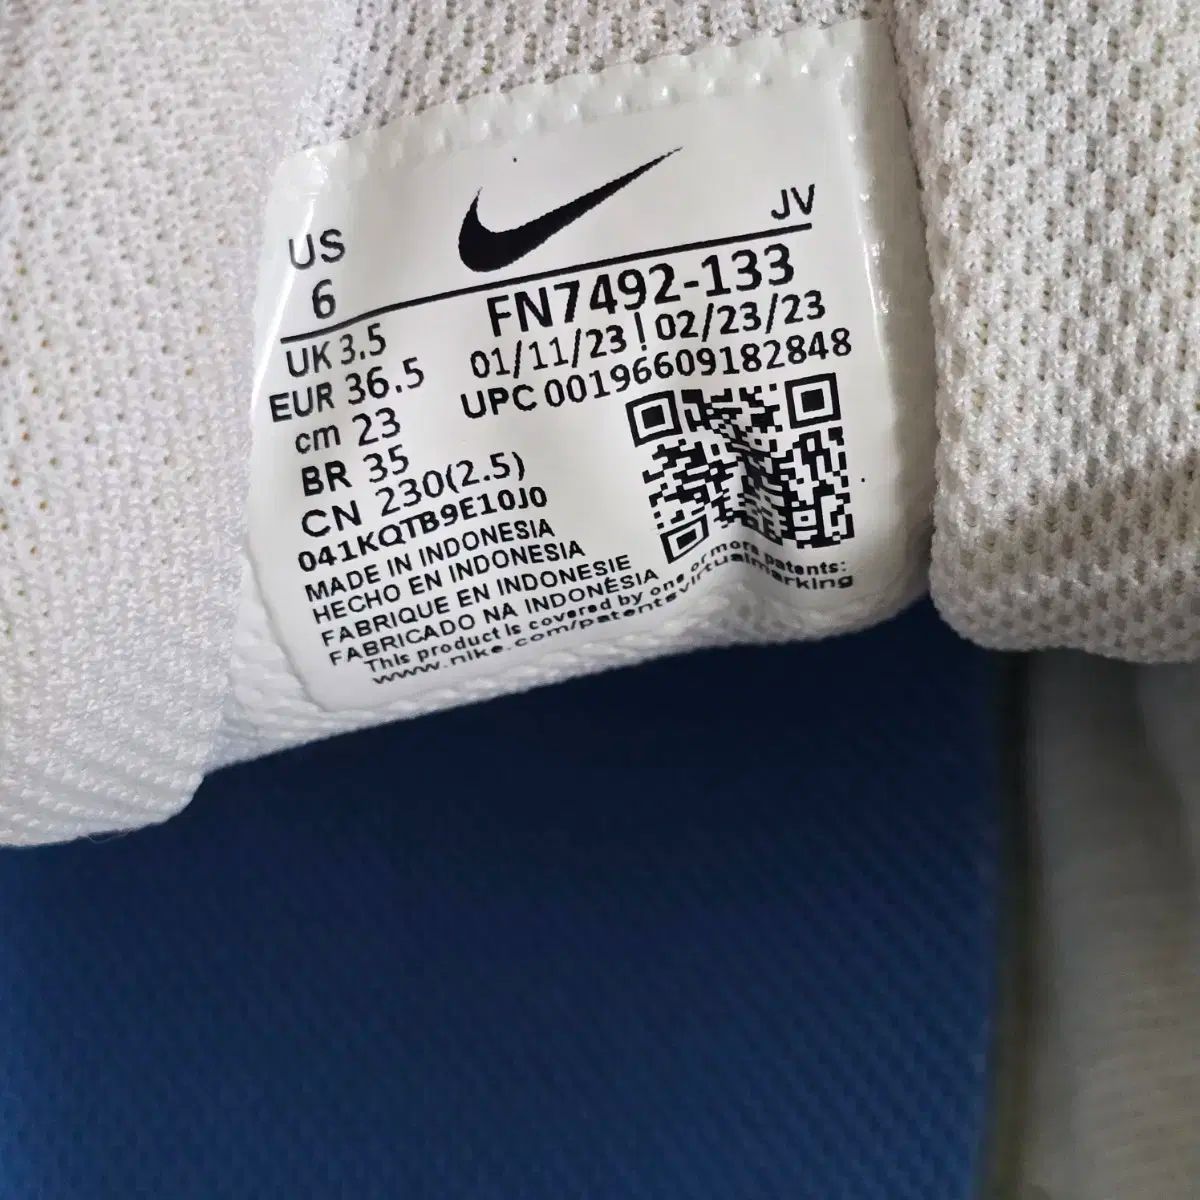 US
6
UK 3.5
EUR 36.5
cm 23
BR 35
CN 230(2.5)
JV
FN7492-133
01/11/23 | 02/23/23
UPC 00196609182848
041KQTB9E10J0
MADE IN INDONESIA
HECHO EN INDONESIA
FABRIQUE EN INDONESIE
FABRICADO NA INDONÉSIA
This product is covered by one or more patents:
www.nike.com/patentsvirtualmarking